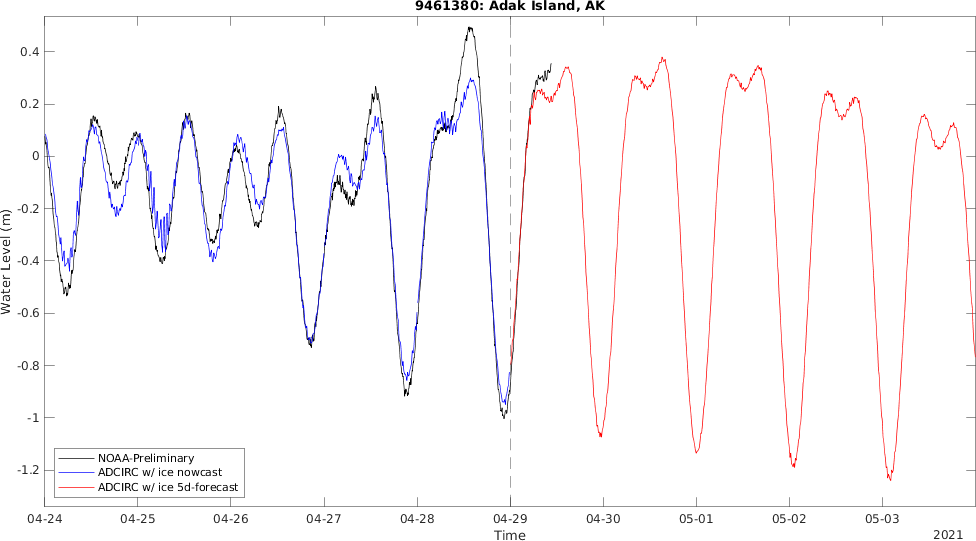 9461380: Adak Island, AK
Water Level (m)
0.4
0.2
0
-0.2
-0.4
-0.6
-0.8
-1
-1.2
NOAA-Preliminary
ADCIRC w/ ice nowcast
ADCIRC w/ ice 5d-forecast
04-24 04-25 04-26 04-27 04-28 04-29 04-30 05-01 05-02 05-03
Time
2021